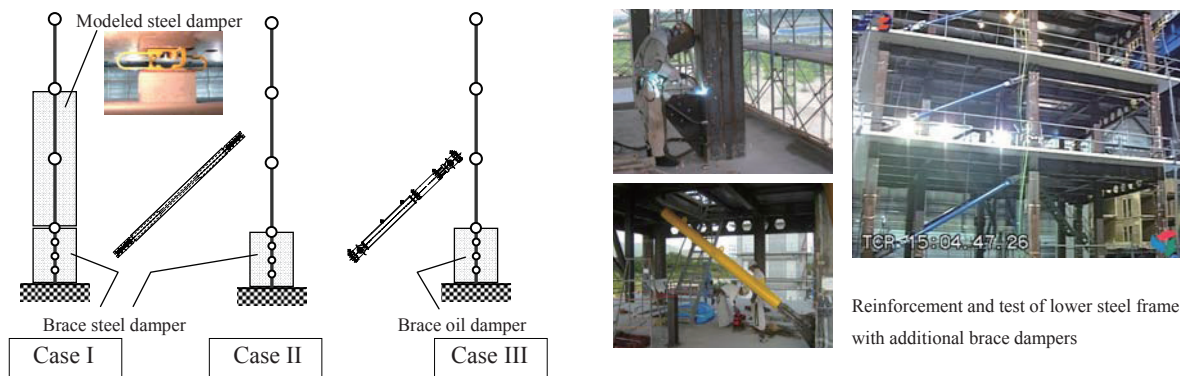 Modeled steel damper
Brace steel damper
Brace oil damper
Case I
Case II
Case III
TCR 15:04.47.26
Reinforcement and test of lower steel frame
with additional brace dampers